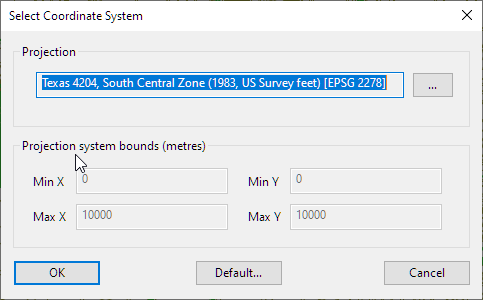 Select Coordinate System
Projection
Texas 4204, South Central Zone (1983, US Survey feet) [EPSG 2278]
...
Projection system bounds (metres)
Min X 0 Min Y 0
Max X 10000 Max Y 10000
OK Default... Cancel